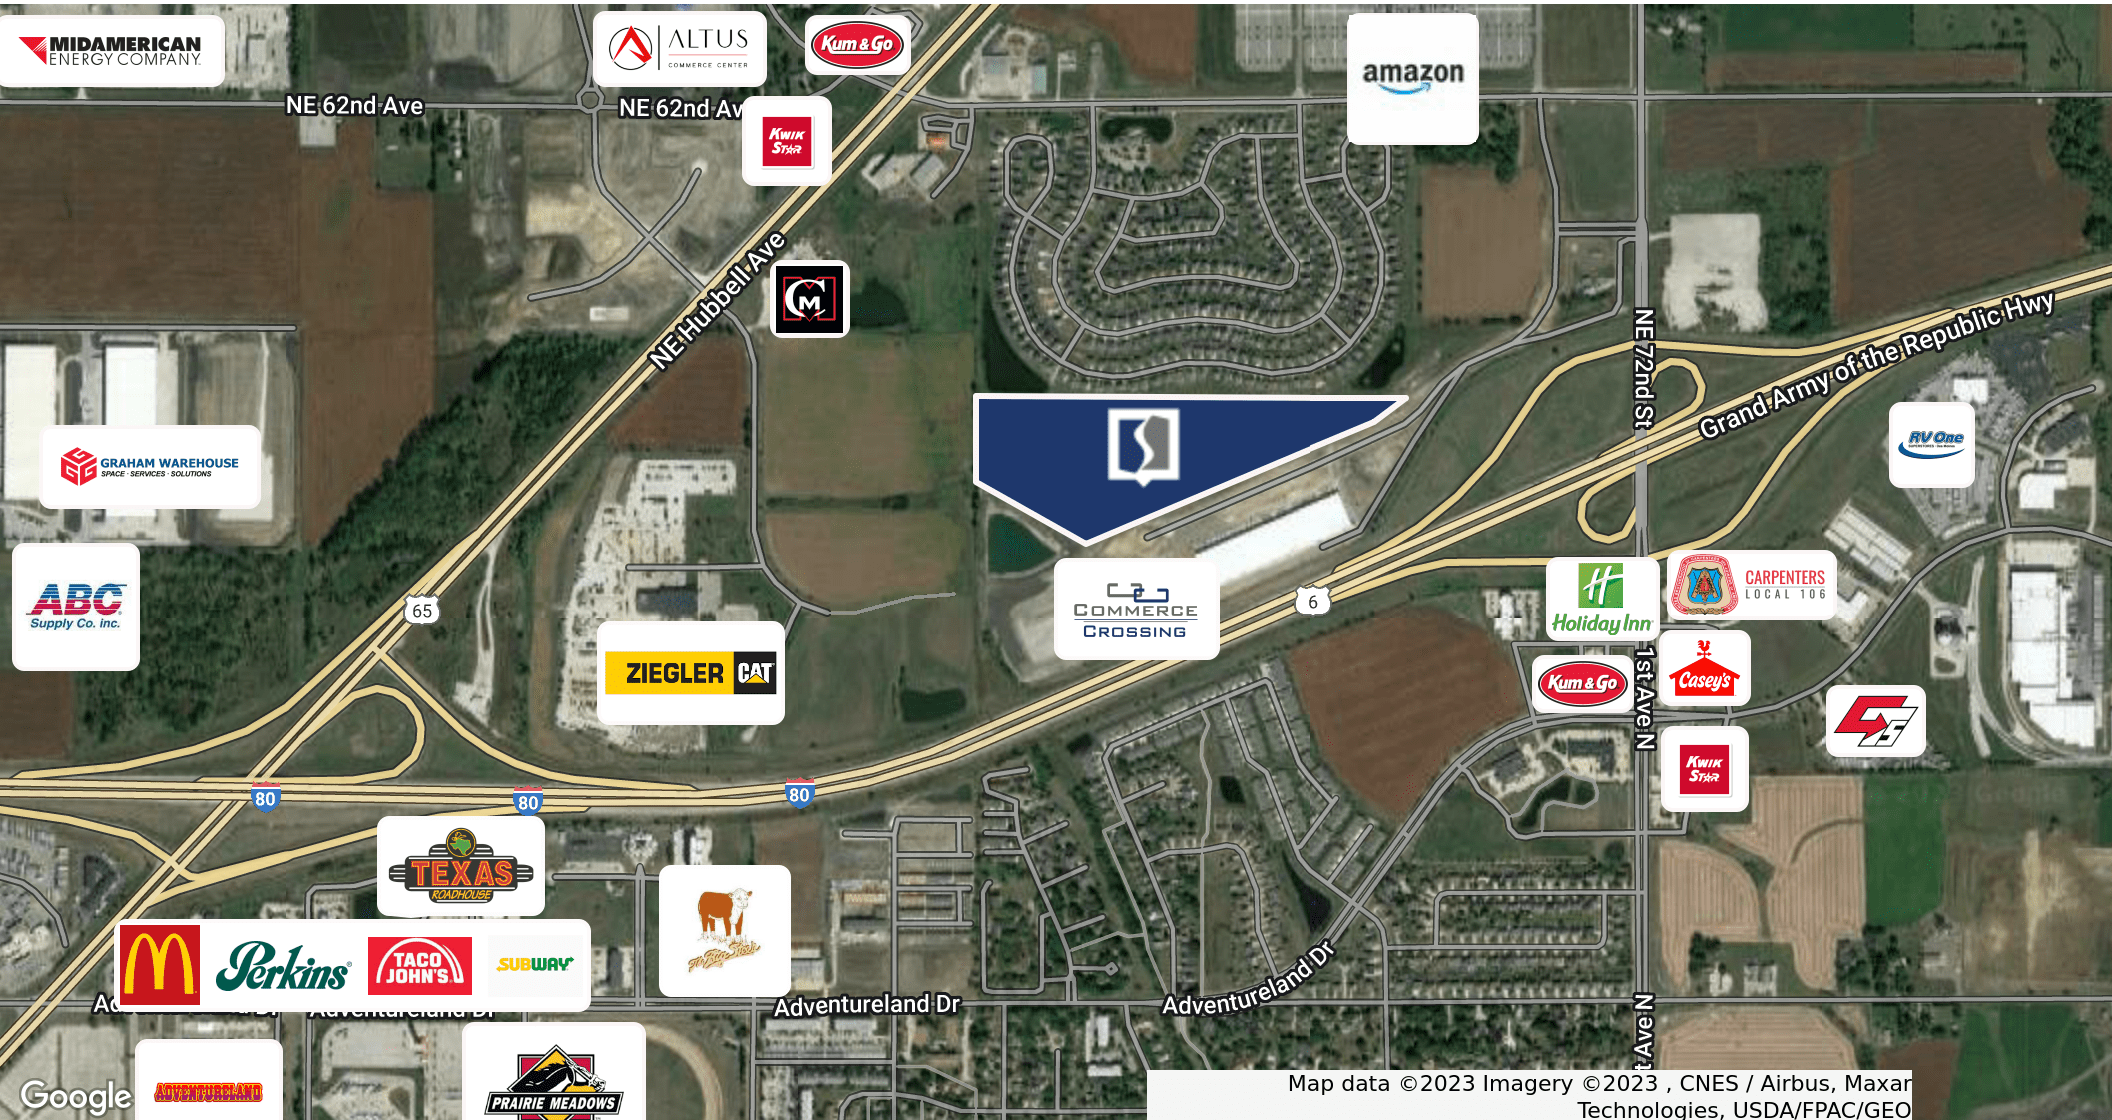 MIDAMERICAN
ENERGY COMPANY
ALTUS
COMMERCE CENTER
Kum & Go
amazon
NE 62nd Ave
NE 62nd Av
KWIK
STAR
NE Hubbell Ave
CM
NE 72nd St
Grand Army of the Republic Hwy
RV One
GRAHAM WAREHOUSE
SPACE · SERVICES · SOLUTIONS
S
ABC
Supply Co. inc.
65
6
COMMERCE
CROSSING
H
Holiday Inn
CARPENTERS
LOCAL 106
ZIEGLER CAT
Kum & Go
1st Ave N
Casey's
KWIK
STAR
80
80
80
TEXAS
ROADHOUSE
M
Perkins
TACO
JOHN'S
SUBWAY
Adventureland Dr
Adventureland Dr
Adventureland Dr
t Ave N
ADVENTURELAND
PRAIRIE MEADOWS
Google
Map data ©2023 Imagery ©2023 , CNES / Airbus, Maxar
Technologies, USDA/FPAC/GEO